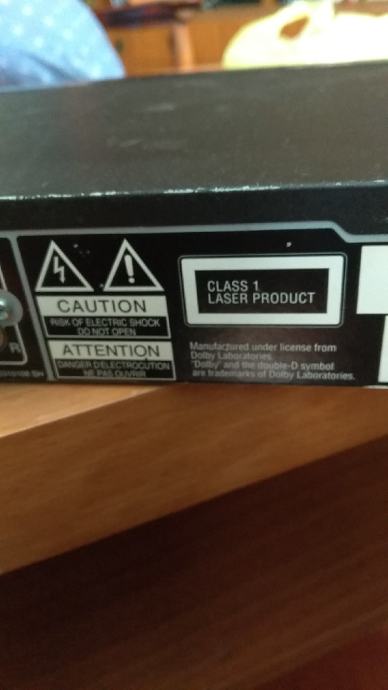 CAUTION
RISK OF ELECTRIC SHOCK
DO NOT OPEN
ATTENTION
DANGER D'ELECTROCUTION
NE PAS OUVRIR
R
CLASS 1
LASER PRODUCT
Manufactured under license from
Dolby Laboratories.
"Dolby" and the double-D symbol
are trademarks of Dolby Laboratories.